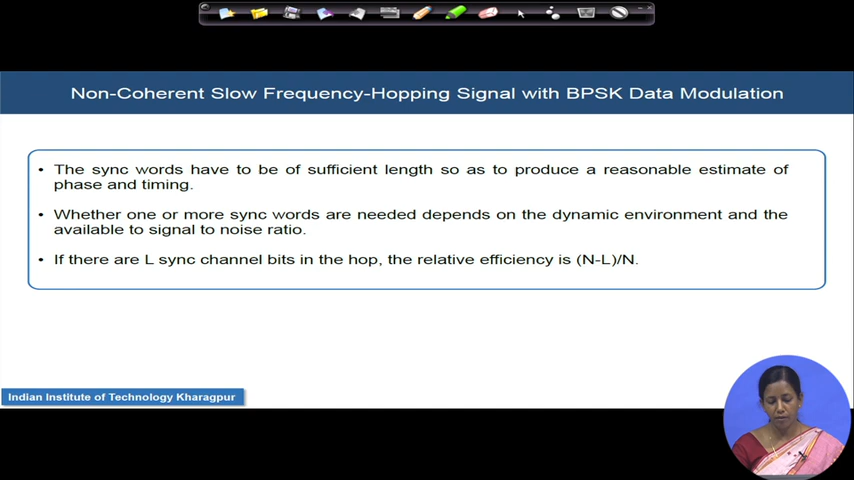 Non-Coherent Slow Frequency-Hopping Signal with BPSK Data Modulation
• The sync words have to be of sufficient length so as to produce a reasonable estimate of
phase and timing.
• Whether one or more sync words are needed depends on the dynamic environment and the
available to signal to noise ratio.
• If there are L sync channel bits in the hop, the relative efficiency is (N-L)/N.
Indian Institute of Technology Kharagpur